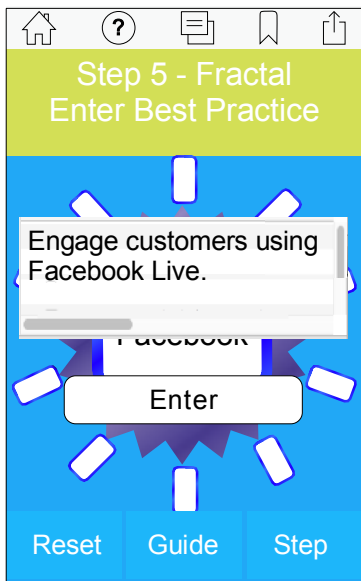 ?
Step 5 - Fractal
Enter Best Practice
Engage customers using
Facebook Live.
Facebook
Enter
Reset Guide Step